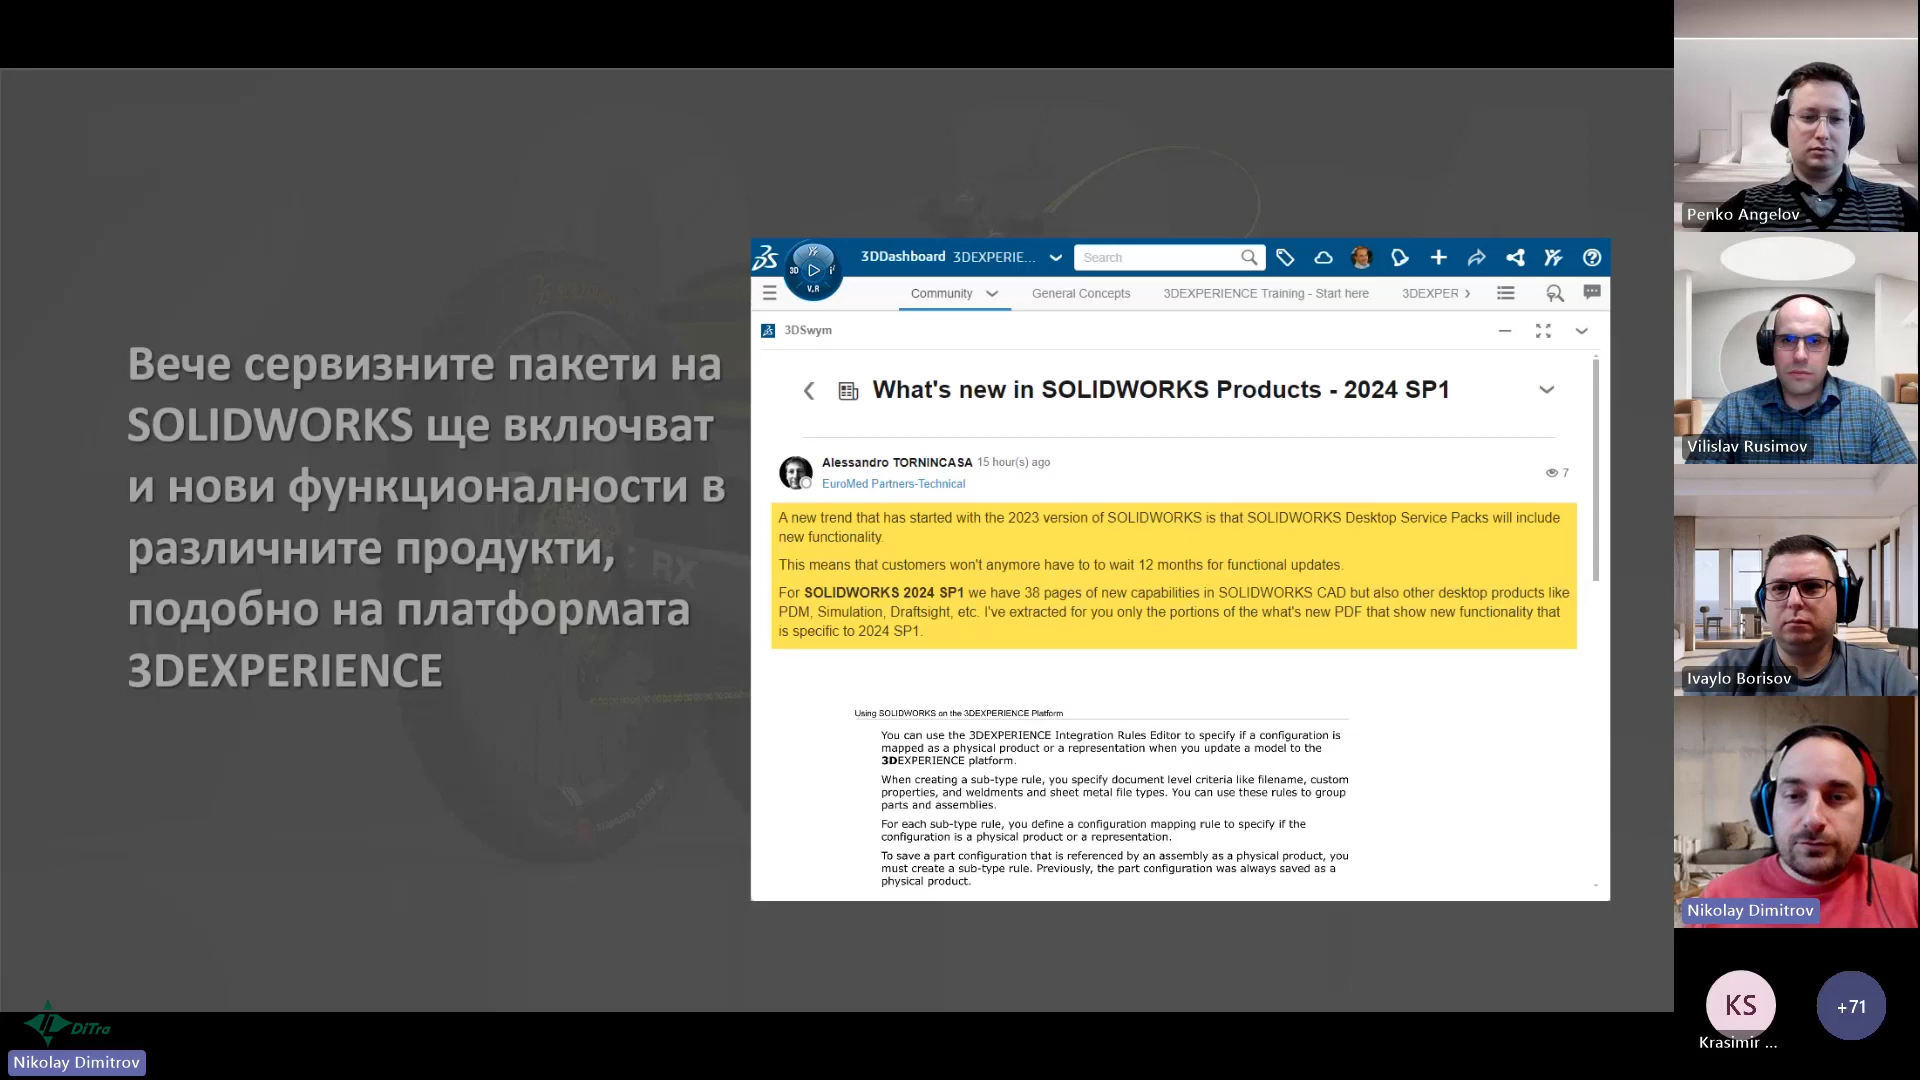 Вече сервизните пакети на
SOLIDWORKS ще включват
и нови функционалности в
различните продукти,
подобно на платформата
3DEXPERIENCE
3DDashboard 3DEXPERIE...
Search
3D
V.R
Community
General Concepts
3DEXPERIENCE Training - Start here
3DEXPER
3DSwym
What's new in SOLIDWORKS Products - 2024 SP1
Alessandro TORNINCASA 15 hour(s) ago
EuroMed Partners-Technical
7
A new trend that has started with the 2023 version of SOLIDWORKS is that SOLIDWORKS Desktop Service Packs will include
new functionality.
This means that customers won't anymore have to to wait 12 months for functional updates.
For SOLIDWORKS 2024 SP1 we have 38 pages of new capabilities in SOLIDWORKS CAD but also other desktop products like
PDM, Simulation, Draftsight, etc. I've extracted for you only the portions of the what's new PDF that show new functionality that
is specific to 2024 SP1.
Using SOLIDWORKS on the 3DEXPERIENCE Platform
You can use the 3DEXPERIENCE Integration Rules Editor to specify if a configuration is
mapped as a physical product or a representation when you update a model to the
3DEXPERIENCE platform.
When creating a sub-type rule, you specify document level criteria like filename, custom
properties, and weldments and sheet metal file types. You can use these rules to group
parts and assemblies.
For each sub-type rule, you define a configuration mapping rule to specify if the
configuration is a physical product or a representation.
To save a part configuration that is referenced by an assembly as a physical product, you
must create a sub-type rule. Previously, the part configuration was always saved as a
physical product.
RX
DiTra
Nikolay Dimitrov
Penko Angelov
Vilislav Rusimov
Ivaylo Borisov
Nikolay Dimitrov
KS
+71
Krasimir ...